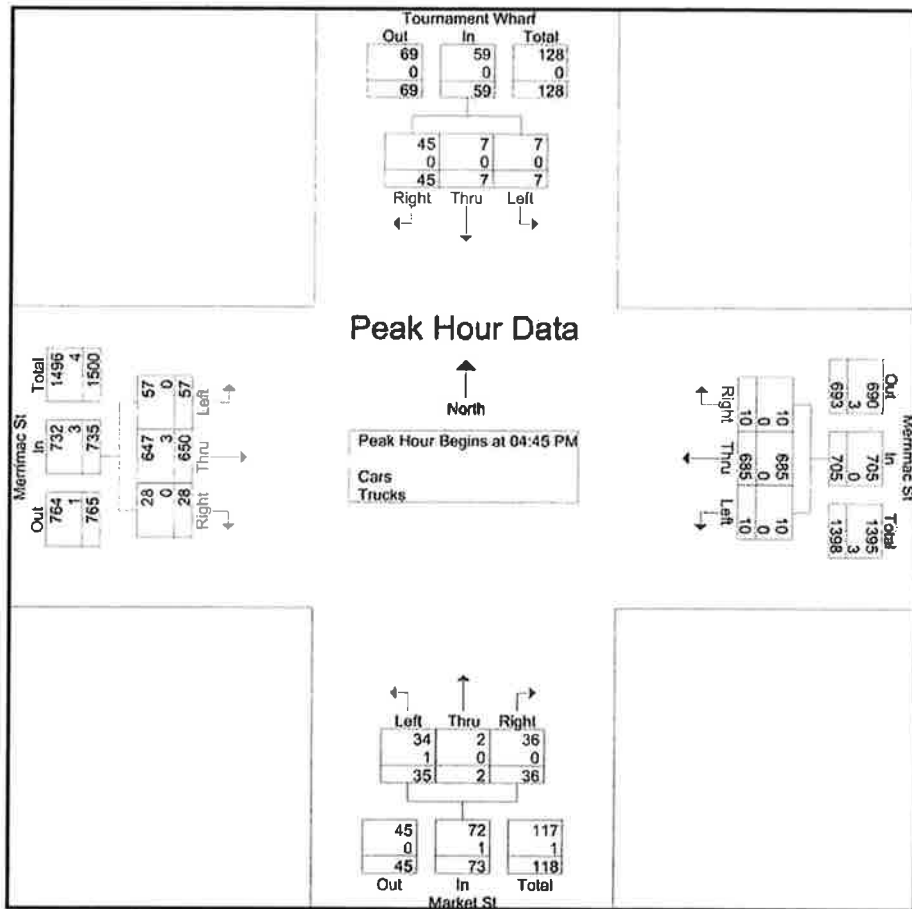 Tournament Wharf
Out In Total
69 59 128
0 0 0
69 59 128
45 7 7
0 0 0
45 7 7
Right Thru Left
Peak Hour Data
North
Peak Hour Begins at 04:45 PM
Cars
Trucks
Merrimac St
Total In Out
1496 732 764
4 3 1
1500 735 765
57 647 28
0 3 0
57 650 28
Left Thru Right
Merrimac St
Out In Total
690 705 1395
3 0 3
693 705 1398
10 685 10
0 0 0
10 685 10
Right Thru Left
Left Thru Right
34 2 36
1 0 0
35 2 36
45 72 117
0 1 1
45 73 118
Out In Total
Market St